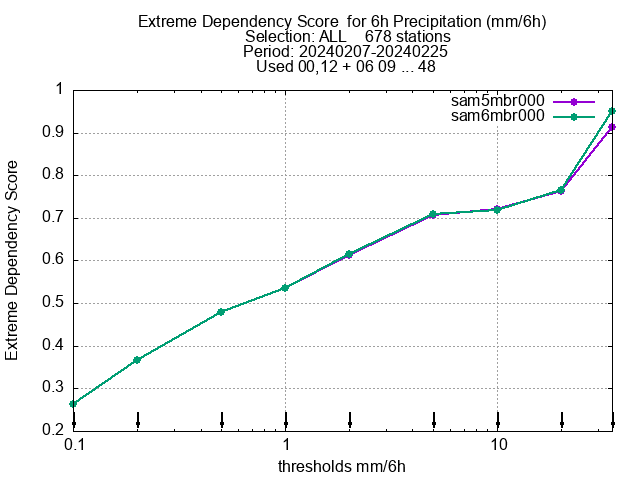 Extreme Dependency Score  for 6h Precipitation (mm/6h)
Selection: ALL    678 stations
Period: 20240207-20240225
Used 00,12 + 06 09 ... 48
sam5mbr000
sam6mbr000
1
0.9
0.8
0.7
0.6
0.5
0.4
0.3
0.2
Extreme Dependency Score
0.1 1 10
thresholds mm/6h